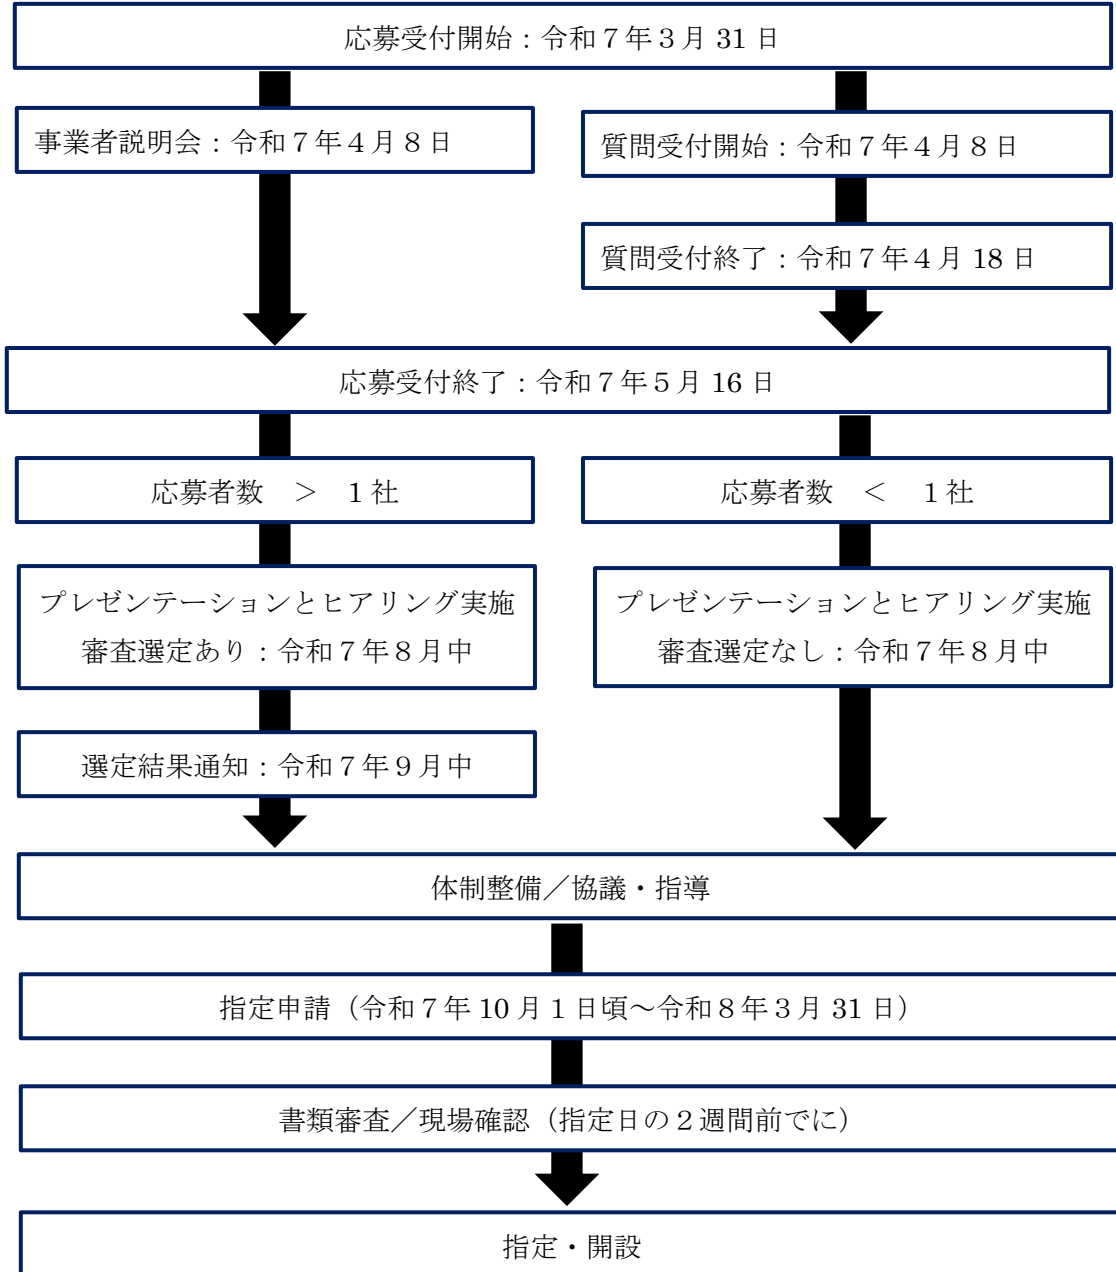 応募受付開始：令和７年３月 31 日
事業者説明会：令和７年４月８日
質問受付開始：令和７年４月８日
質問受付終了：令和７年４月 18 日
応募受付終了：令和７年５月 16 日
応募者数　＞　１社
応募者数　＜　１社
プレゼンテーションとヒアリング実施
審査選定あり：令和７年８月中
プレゼンテーションとヒアリング実施
審査選定なし：令和７年８月中
選定結果通知：令和７年９月中
体制整備／協議・指導
指定申請（令和７年 10 月１日頃～令和８年３月 31 日）
書類審査／現場確認（指定日の２週間前でに）
指定・開設